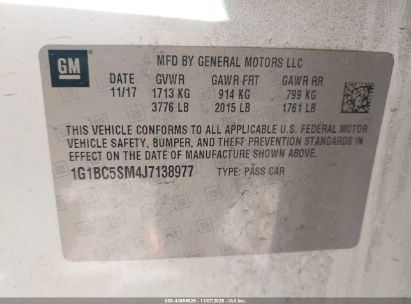 GM
MFD BY GENERAL MOTORS LLC
DATE GVWR GAWR FRT GAWR RR
11/17 1713 KG 914 KG 799 KG
3776 LB 2015 LB 1761 LB
THIS VEHICLE CONFORMS TO ALL APPLICABLE U.S. FEDERAL MOTOR
VEHICLE SAFETY, BUMPER, AND THEFT PREVENTION STANDARDS IN
EFFECT ON THE DATE OF MANUFACTURE SHOWN ABOVE.
1G1BC5SM4J7138977 TYPE: PASS CAR